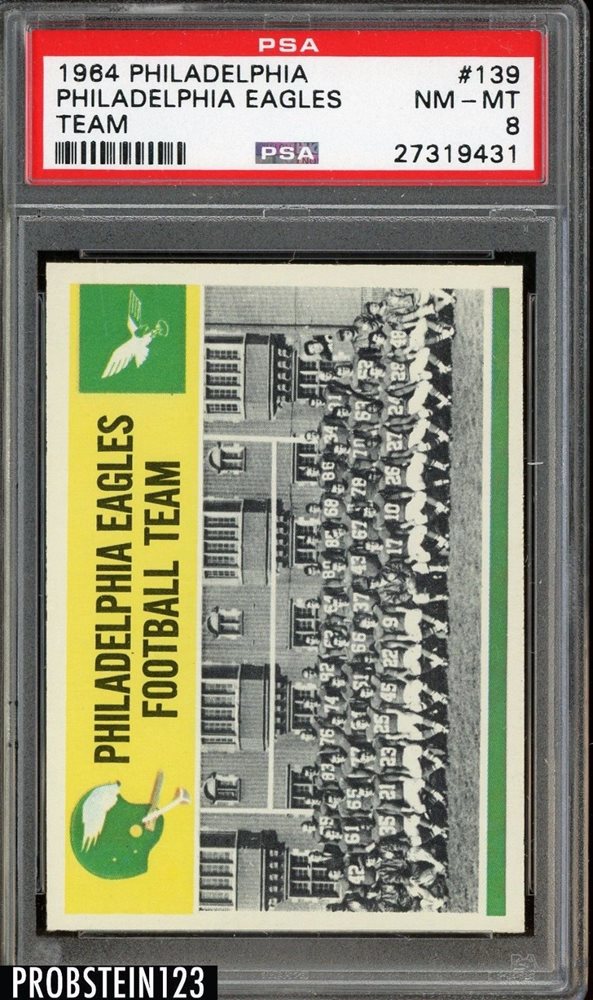 PSA
1964 PHILADELPHIA #139
PHILADELPHIA EAGLES NM-MT
TEAM 8
PSA 27319431
PHILADELPHIA EAGLES
FOOTBALL TEAM
PROBSTEIN123